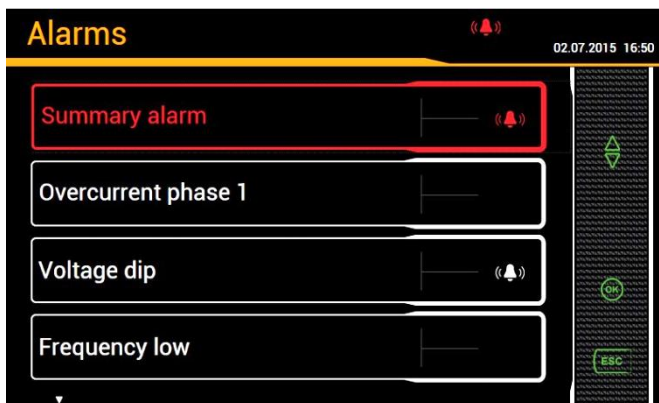 Alarms
02.07.2015 16:50
Summary alarm
Overcurrent phase 1
Voltage dip
OK
Frequency low
ESC